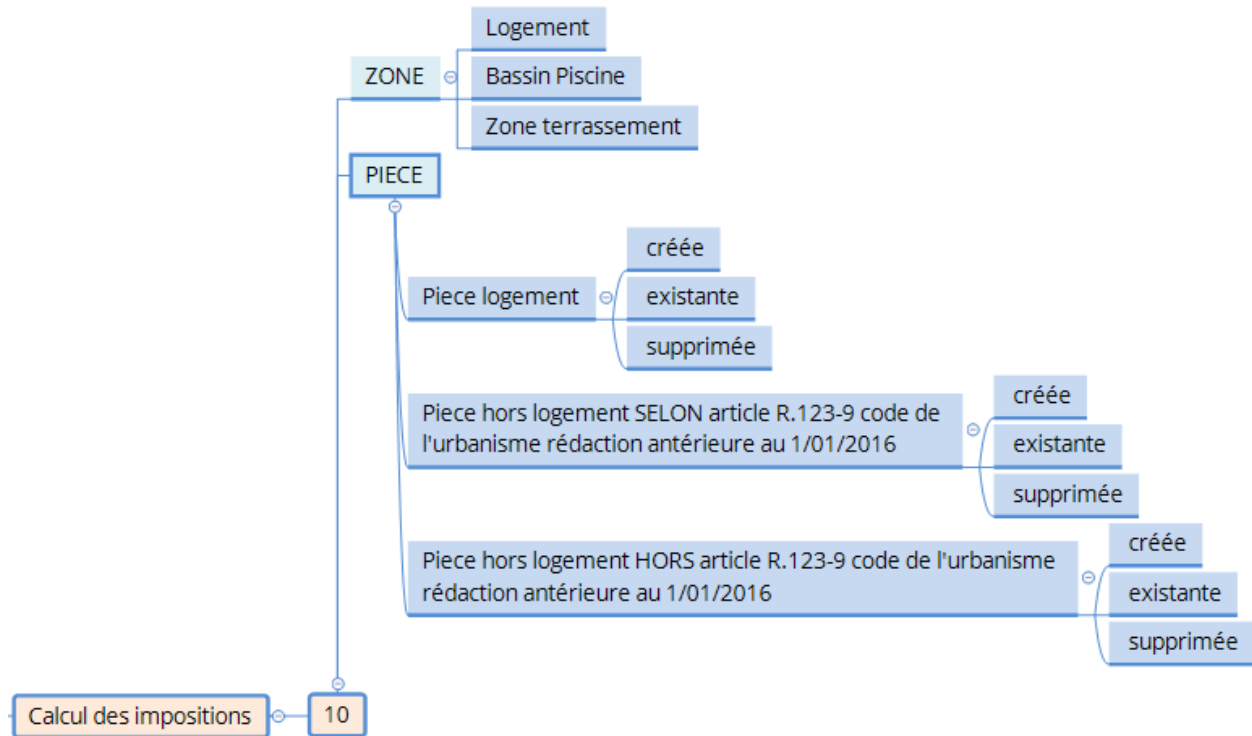 Logement
ZONE
Bassin Piscine
Zone terrassement
PIECE
créée
Piece logement
existante
supprimée
créée
Piece hors logement SELON article R.123-9 code de
l'urbanisme rédaction antérieure au 1/01/2016
existante
supprimée
créée
Piece hors logement HORS article R.123-9 code de l'urbanisme
rédaction antérieure au 1/01/2016
existante
supprimée
Calcul des impositions
10